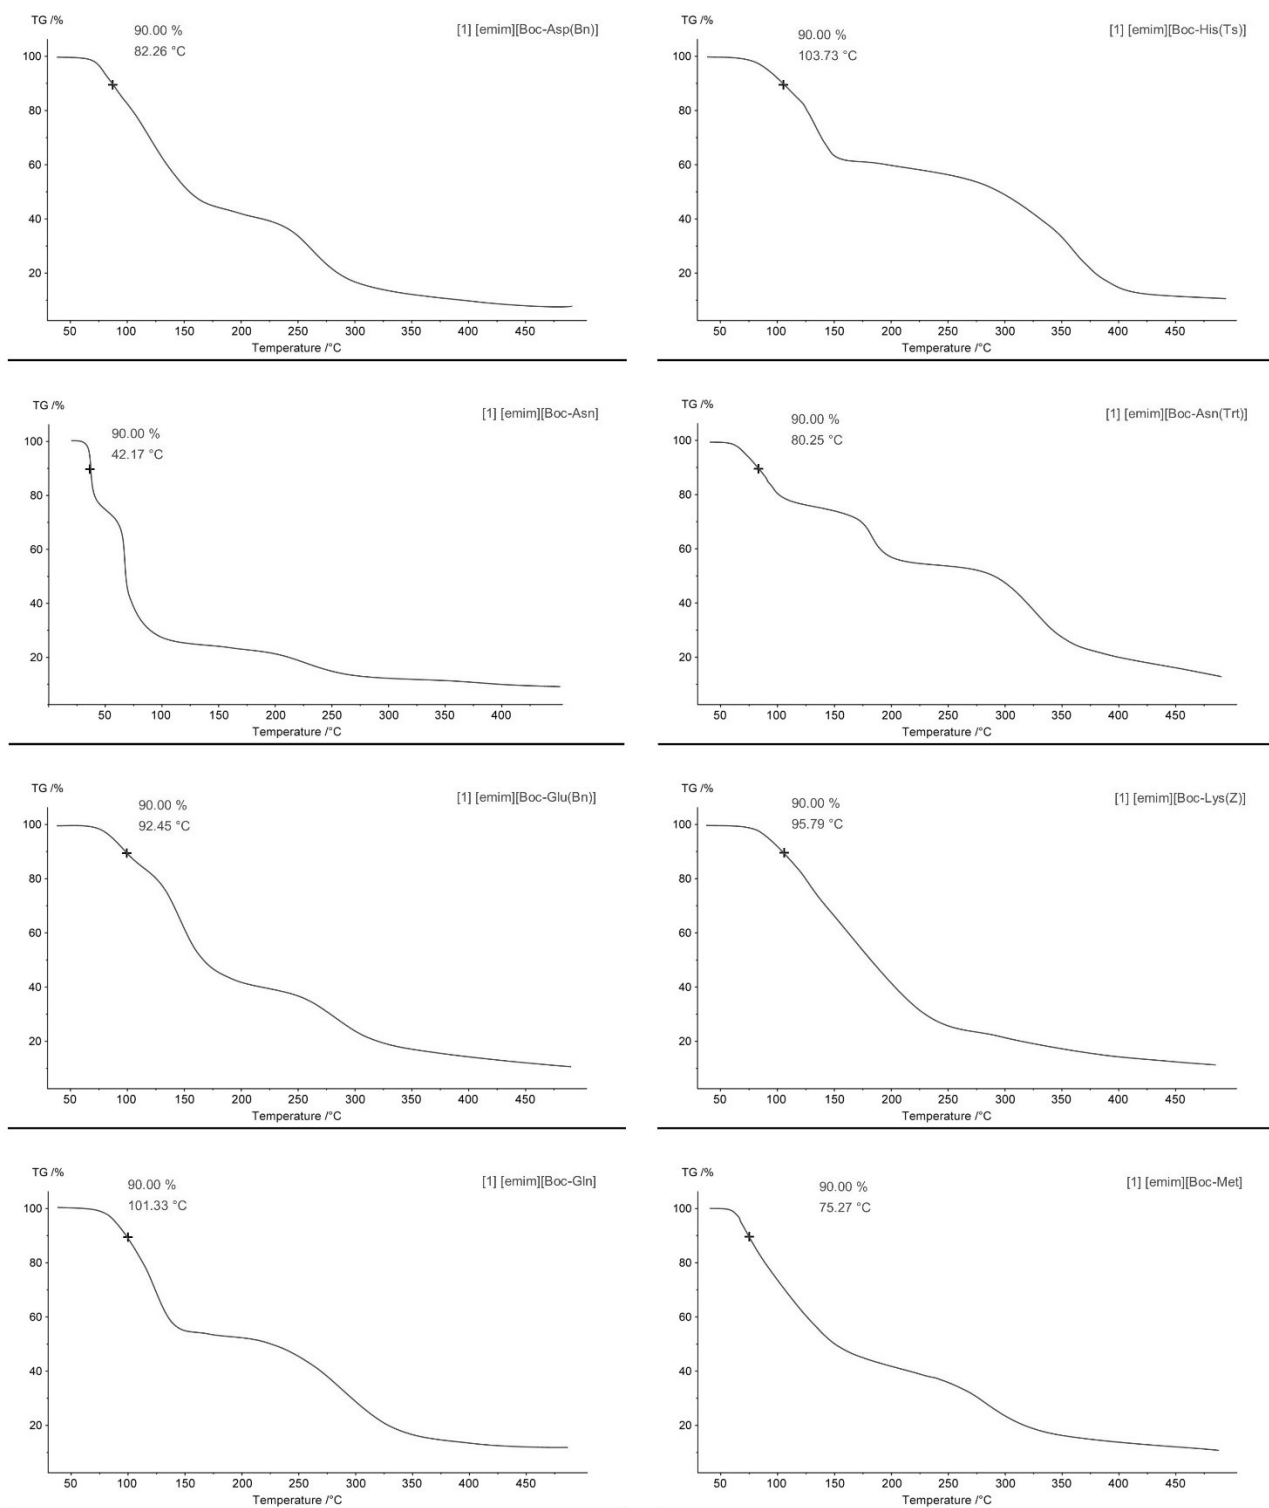 TG /%
[1] [emim][Boc-Asp(Bn)]
90.00 %
82.26 °C
100
80
60
40
20
50 100 150 200 250 300 350 400 450
Temperature /°C
TG /%
[1] [emim][Boc-His(Ts)]
90.00 %
103.73 °C
100
80
60
40
20
50 100 150 200 250 300 350 400 450
Temperature /°C
TG /%
[1] [emim][Boc-Asn]
90.00 %
42.17 °C
100
80
60
40
20
50 100 150 200 250 300 350 400
Temperature /°C
TG /%
[1] [emim][Boc-Asn(Trt)]
90.00 %
80.25 °C
100
80
60
40
20
50 100 150 200 250 300 350 400 450
Temperature /°C
TG /%
[1] [emim][Boc-Glu(Bn)]
90.00 %
92.45 °C
100
80
60
40
20
50 100 150 200 250 300 350 400 450
Temperature /°C
TG /%
[1] [emim][Boc-Lys(Z)]
90.00 %
95.79 °C
100
80
60
40
20
50 100 150 200 250 300 350 400 450
Temperature /°C
TG /%
[1] [emim][Boc-Gln]
90.00 %
101.33 °C
100
80
60
40
20
50 100 150 200 250 300 350 400 450
Temperature /°C
TG /%
[1] [emim][Boc-Met]
90.00 %
75.27 °C
100
80
60
40
20
50 100 150 200 250 300 350 400 450
Temperature /°C